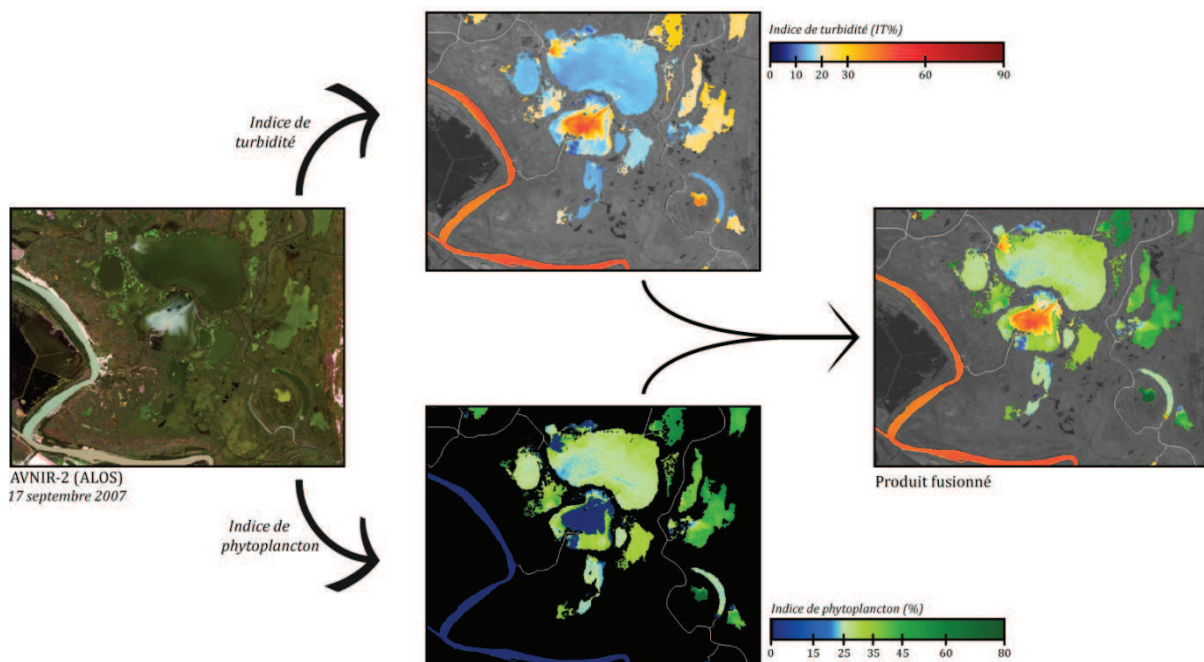 Indice de turbidité (IT%)
0 10 20 30 60 90
Indice de
turbidité
AVNIR-2 (ALOS)
17 septembre 2007
Produit fusionné
Indice de
phytoplancton
Indice de phytoplancton (%)
0 15 25 35 45 65 80